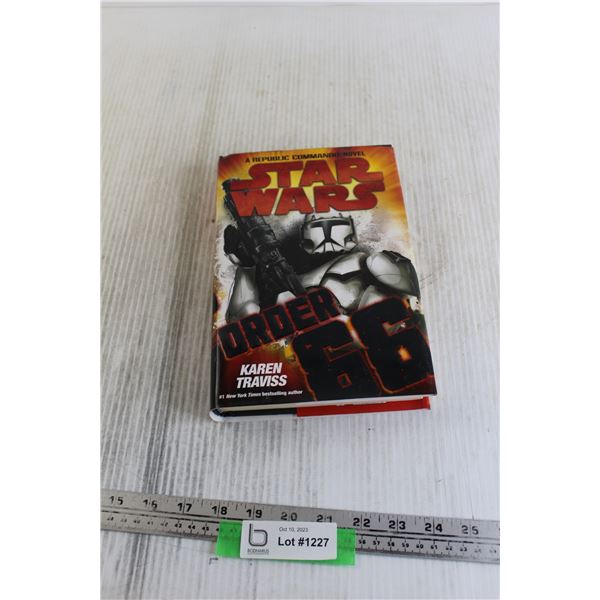 A REPUBLIC COMMANDO NOVEL
STAR
WARS
ORDER
66
KAREN
TRAVISS
#1 New York Times bestselling author
15 16 17 18 19 20 21 22 23 24 25
Oct 10, 2023
Lot #1227
BODNARUS